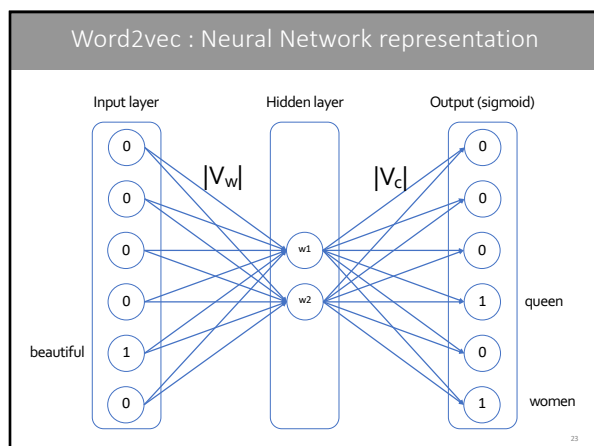 Word2vec : Neural Network representation
Input layer Hidden layer Output (sigmoid)
0 0
|Vw| |Vc|
0 0
0 w1 0
0 w2 1 queen
beautiful 1 0
0 1 women
23